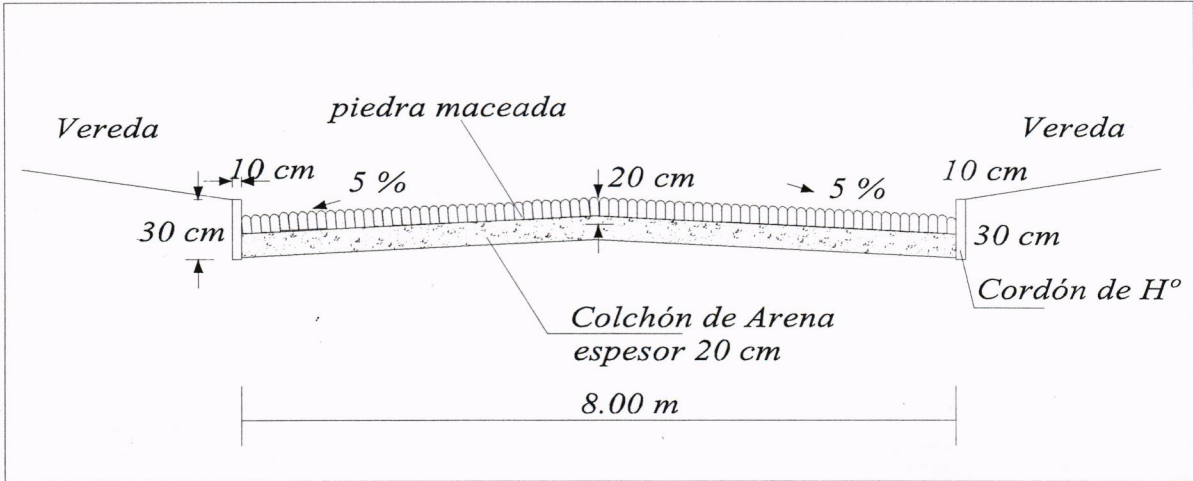 piedra maceada
Vereda
Vereda
10 cm
5 %
20 cm
5 %
10 cm
30 cm
30 cm
Cordón de Hº
Colchón de Arena
espesor 20 cm
8.00 m